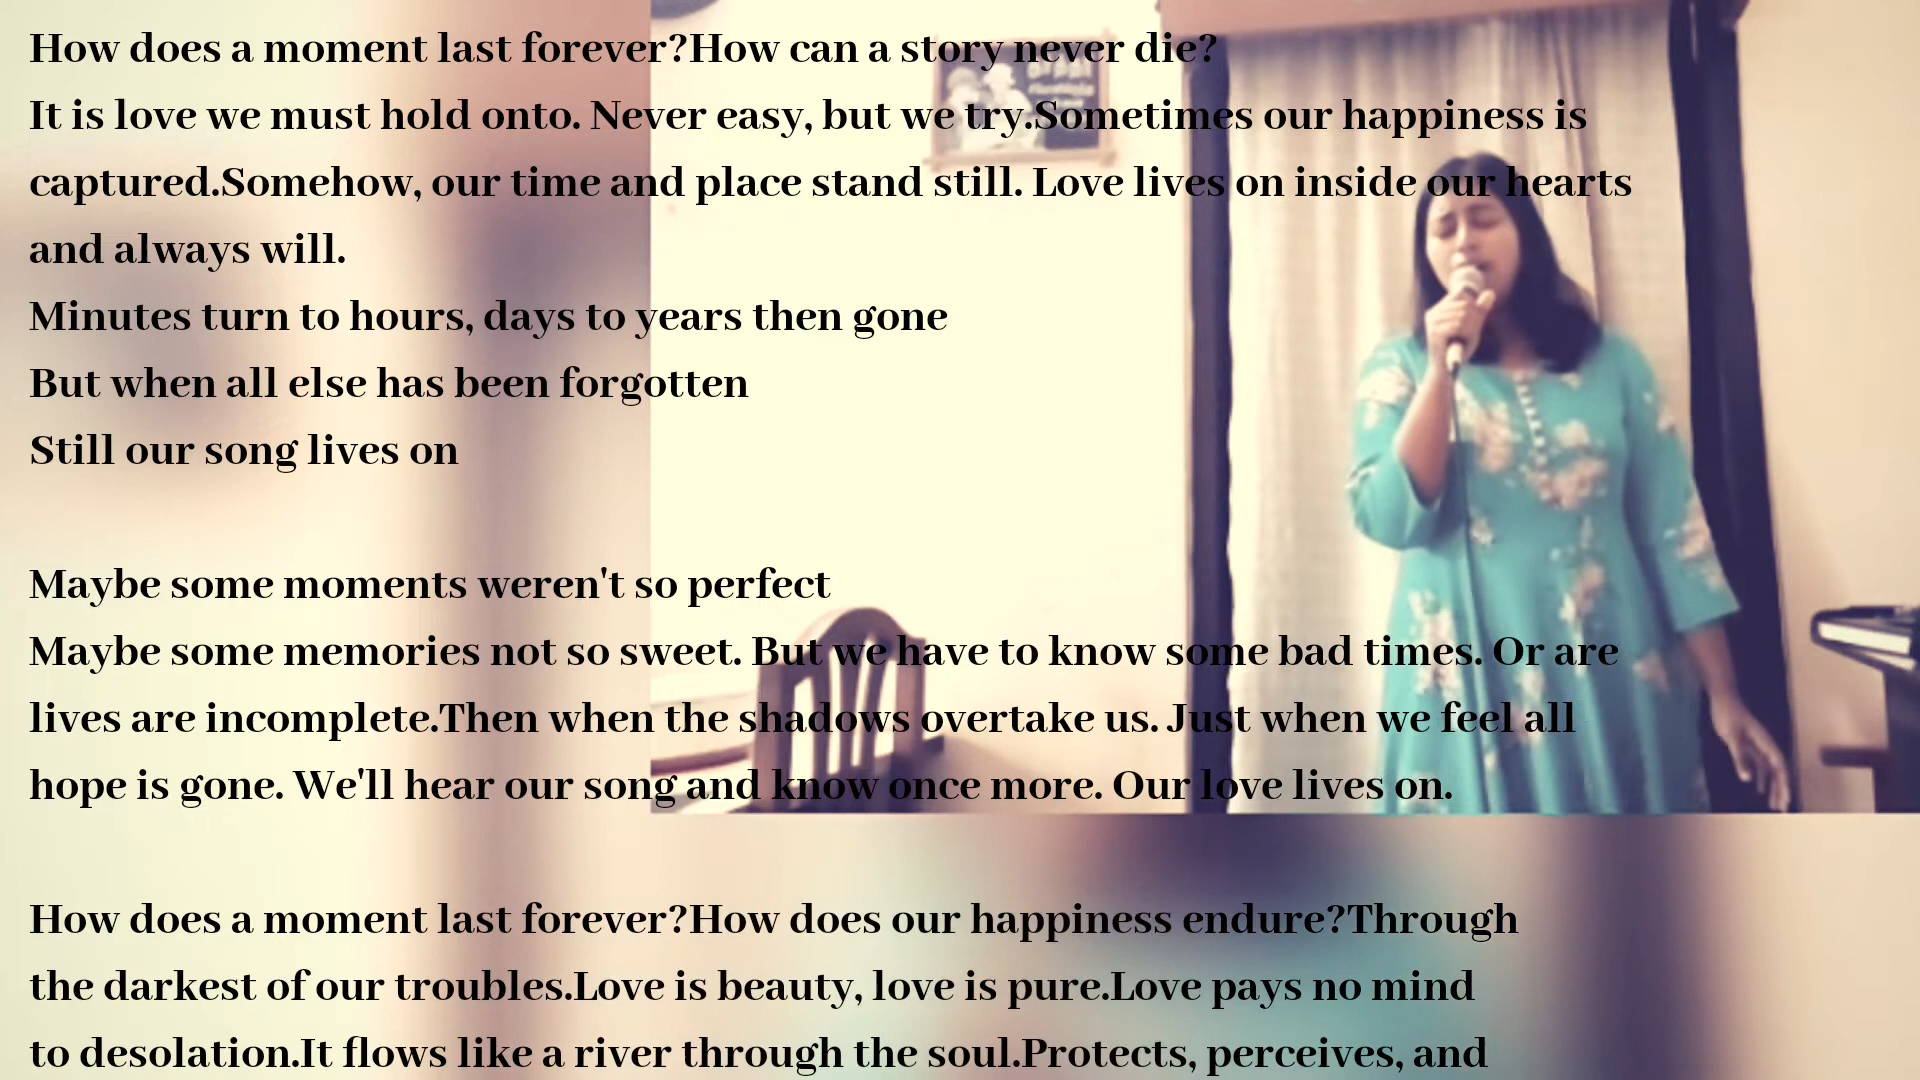 How does a moment last forever?How can a story never die?
It is love we must hold onto. Never easy, but we try.Sometimes our happiness is
captured.Somehow, our time and place stand still. Love lives on inside our hearts
and always will.
Minutes turn to hours, days to years then gone
But when all else has been forgotten
Still our song lives on
Maybe some moments weren't so perfect
Maybe some memories not so sweet. But we have to know some bad times. Or are
lives are incomplete.Then when the shadows overtake us. Just when we feel all
hope is gone. We'll hear our song and know once more. Our love lives on.
How does a moment last forever?How does our happiness endure?Through
the darkest of our troubles.Love is beauty, love is pure.Love pays no mind
to desolation.It flows like a river through the soul.Protects, perceives, and